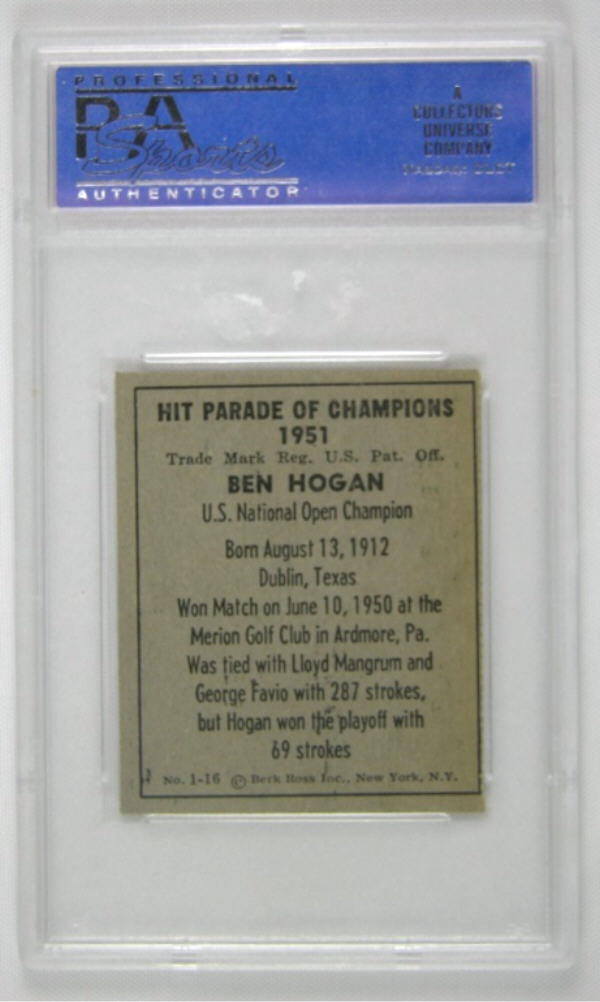 PROFESSIONAL
PSA
Sports
AUTHENTICATOR
A
COLLECTORS
UNIVERSE
COMPANY
NASDAQ: CLCT
HIT PARADE OF CHAMPIONS
1951
Trade Mark Reg. U.S. Pat. Off.
BEN HOGAN
U.S. National Open Champion
Born August 13, 1912
Dublin, Texas
Won Match on June 10, 1950 at the
Merion Golf Club in Ardmore, Pa.
Was tied with Lloyd Mangrum and
George Favio with 287 strokes,
but Hogan won the playoff with
69 strokes
No. 1-16 © Berk Ross Inc., New York, N.Y.